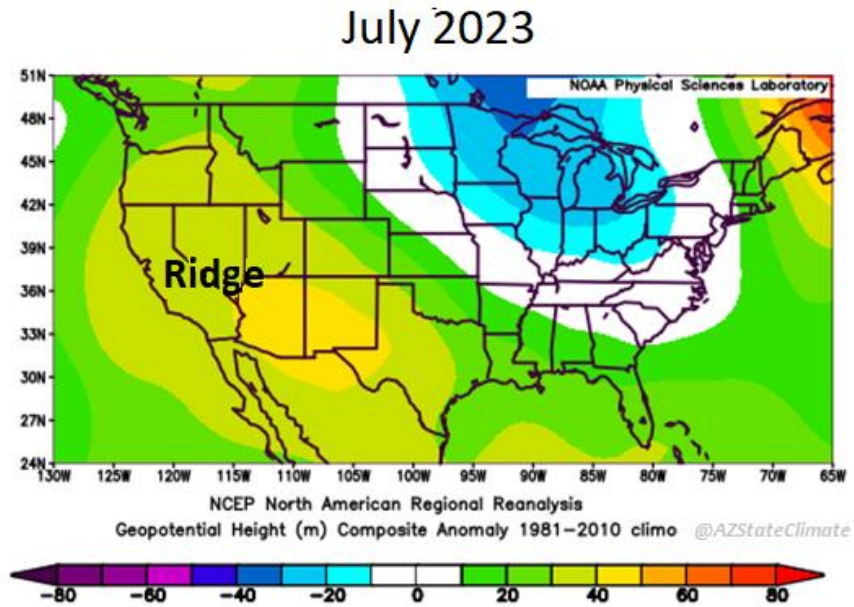 July 2023
NOAA Physical Sciences Laboratory
51N
48N
45N
42N
39N
36N
33N
30N
27N
24N
Ridge
130W 125W 120W 115W 110W 105W 100W 95W 90W 85W 80W 75W 70W 65W
NCEP North American Regional Reanalysis
Geopotential Height (m) Composite Anomaly 1981-2010 climo @AZStateClimate
-80 -60 -40 -20 0 20 40 60 80